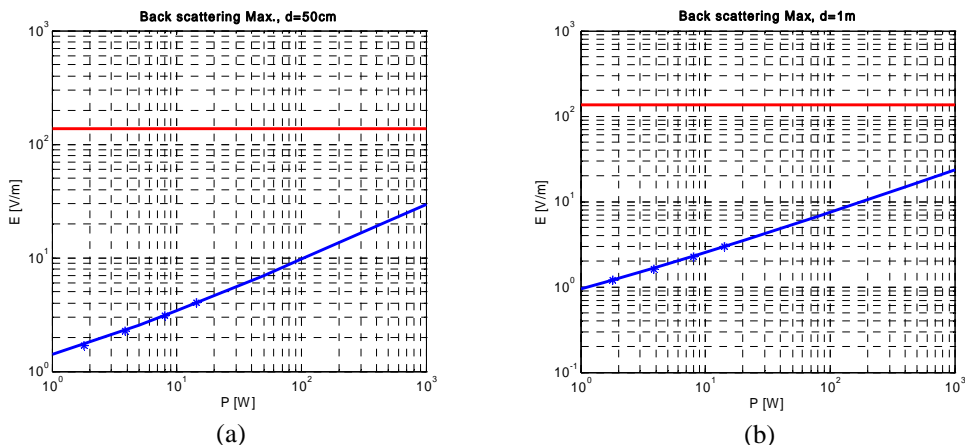 Back scattering Max., d=50cm
10^3
10^2
10^1
10^0
E [V/m]
10^0 10^1 10^2 10^3
P [W]
(a)
Back scattering Max, d=1m
10^3
10^2
10^1
10^0
10^-1
E [V/m]
10^0 10^1 10^2 10^3
P [W]
(b)